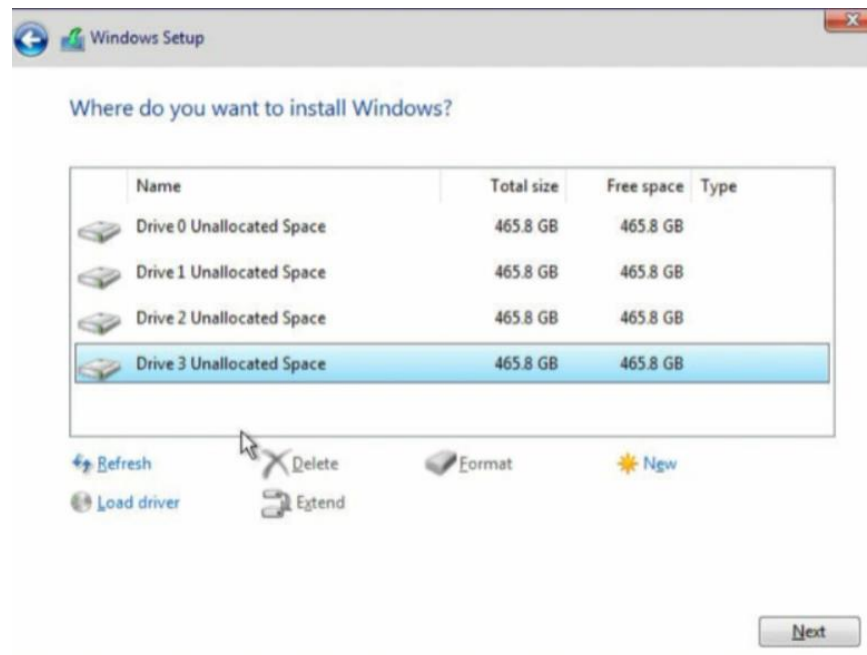 Windows Setup
Where do you want to install Windows?
Name Total size Free space Type
Drive 0 Unallocated Space 465.8 GB 465.8 GB
Drive 1 Unallocated Space 465.8 GB 465.8 GB
Drive 2 Unallocated Space 465.8 GB 465.8 GB
Drive 3 Unallocated Space 465.8 GB 465.8 GB
Refresh Delete Format New
Load driver Extend
Next